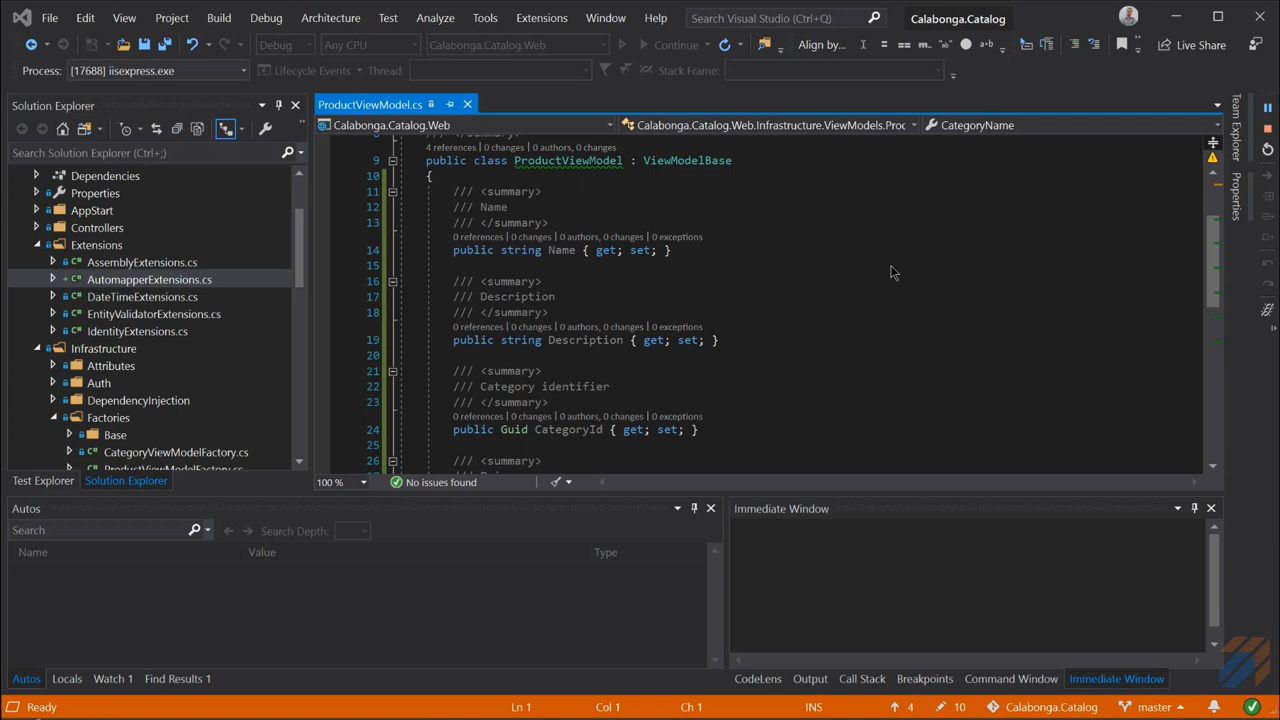 File Edit View Project Build Debug Architecture Test Analyze Tools Extensions Window Help Search Visual Studio (Ctrl+Q) Calabonga.Catalog
Debug Any CPU Calabonga.Catalog.Web Continue Align by... Live Share
Process: [17688] iisexpress.exe Lifecycle Events Thread: Stack Frame:
Solution Explorer
Search Solution Explorer (Ctrl+;)
Dependencies
Properties
AppStart
Controllers
Extensions
AssemblyExtensions.cs
AutomapperExtensions.cs
DateTimeExtensions.cs
EntityValidatorExtensions.cs
IdentityExtensions.cs
Infrastructure
Attributes
Auth
DependencyInjection
Factories
Base
CategoryViewModelFactory.cs
ProductViewModelFactory.cs
Test Explorer Solution Explorer
ProductViewModel.cs
Calabonga.Catalog.Web Calabonga.Catalog.Web.Infrastructure.ViewModels.Proc CategoryName
8 /// </summary>
4 references | 0 changes | 0 authors, 0 changes
9 public class ProductViewModel : ViewModelBase
10 {
11 /// <summary>
12 /// Name
13 /// </summary>
0 references | 0 changes | 0 authors, 0 changes | 0 exceptions
14 public string Name { get; set; }
15
16 /// <summary>
17 /// Description
18 /// </summary>
0 references | 0 changes | 0 authors, 0 changes | 0 exceptions
19 public string Description { get; set; }
20
21 /// <summary>
22 /// Category identifier
23 /// </summary>
0 references | 0 changes | 0 authors, 0 changes | 0 exceptions
24 public Guid CategoryId { get; set; }
25
26 /// <summary>
100 % No issues found
Team Explorer
Properties
Autos
Search Search Depth:
Name Value Type
Autos Locals Watch 1 Find Results 1
Immediate Window
CodeLens Output Call Stack Breakpoints Command Window Immediate Window
Ready Ln 1 Col 1 Ch 1 INS 4 10 Calabonga.Catalog master